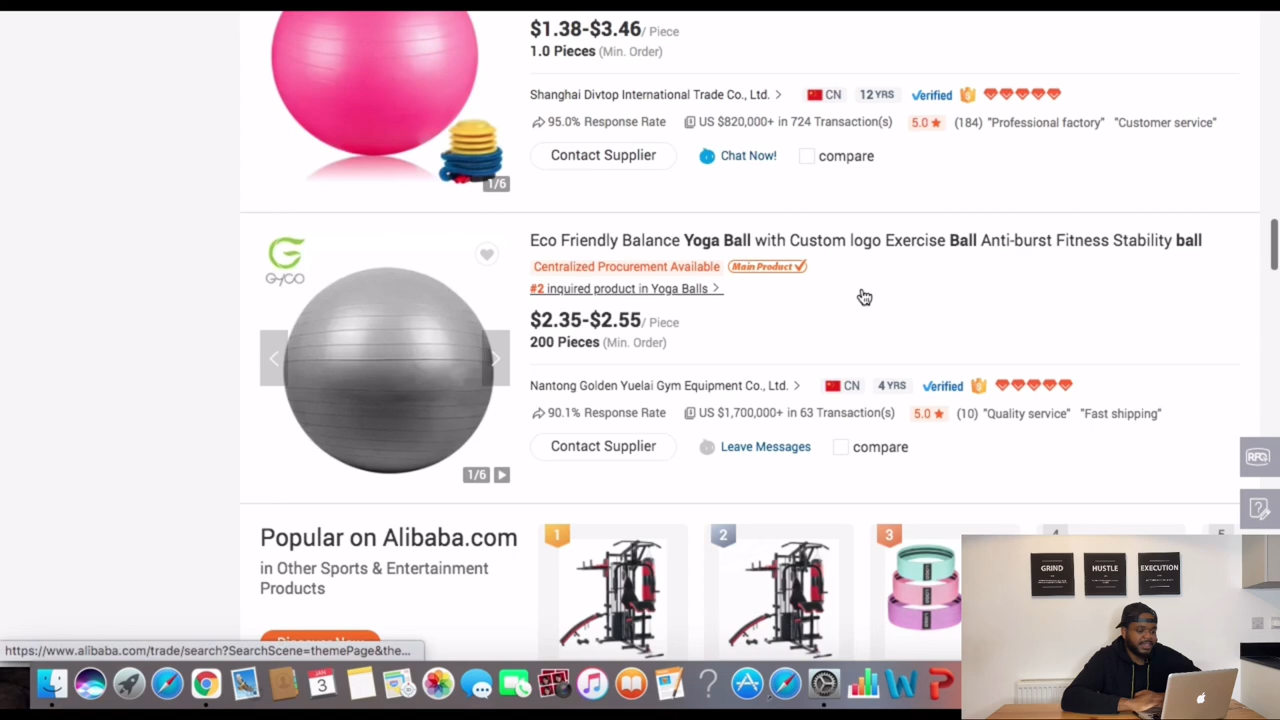 $1.38-$3.46 / Piece
1.0 Pieces (Min. Order)
Shanghai Divtop International Trade Co., Ltd. > CN 12 YRS Verified
95.0% Response Rate US $820,000+ in 724 Transaction(s) 5.0 ★ (184) "Professional factory" "Customer service"
Contact Supplier Chat Now! compare
1/6
GYCO
Eco Friendly Balance Yoga Ball with Custom logo Exercise Ball Anti-burst Fitness Stability ball
Centralized Procurement Available Main Product
#2 inquired product in Yoga Balls >
$2.35-$2.55 / Piece
200 Pieces (Min. Order)
Nantong Golden Yuelai Gym Equipment Co., Ltd. > CN 4 YRS Verified
90.1% Response Rate US $1,700,000+ in 63 Transaction(s) 5.0 ★ (10) "Quality service" "Fast shipping"
Contact Supplier Leave Messages compare
1/6
RFQ
Popular on Alibaba.com
in Other Sports & Entertainment
Products
1 2 3 4 5
Discover Now
https://www.alibaba.com/trade/search?SearchScene=themePage&the...
GRIND HUSTLE EXECUTION
JAN
3